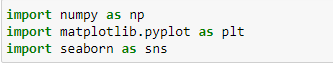 import numpy as np
import matplotlib.pyplot as plt
import seaborn as sns